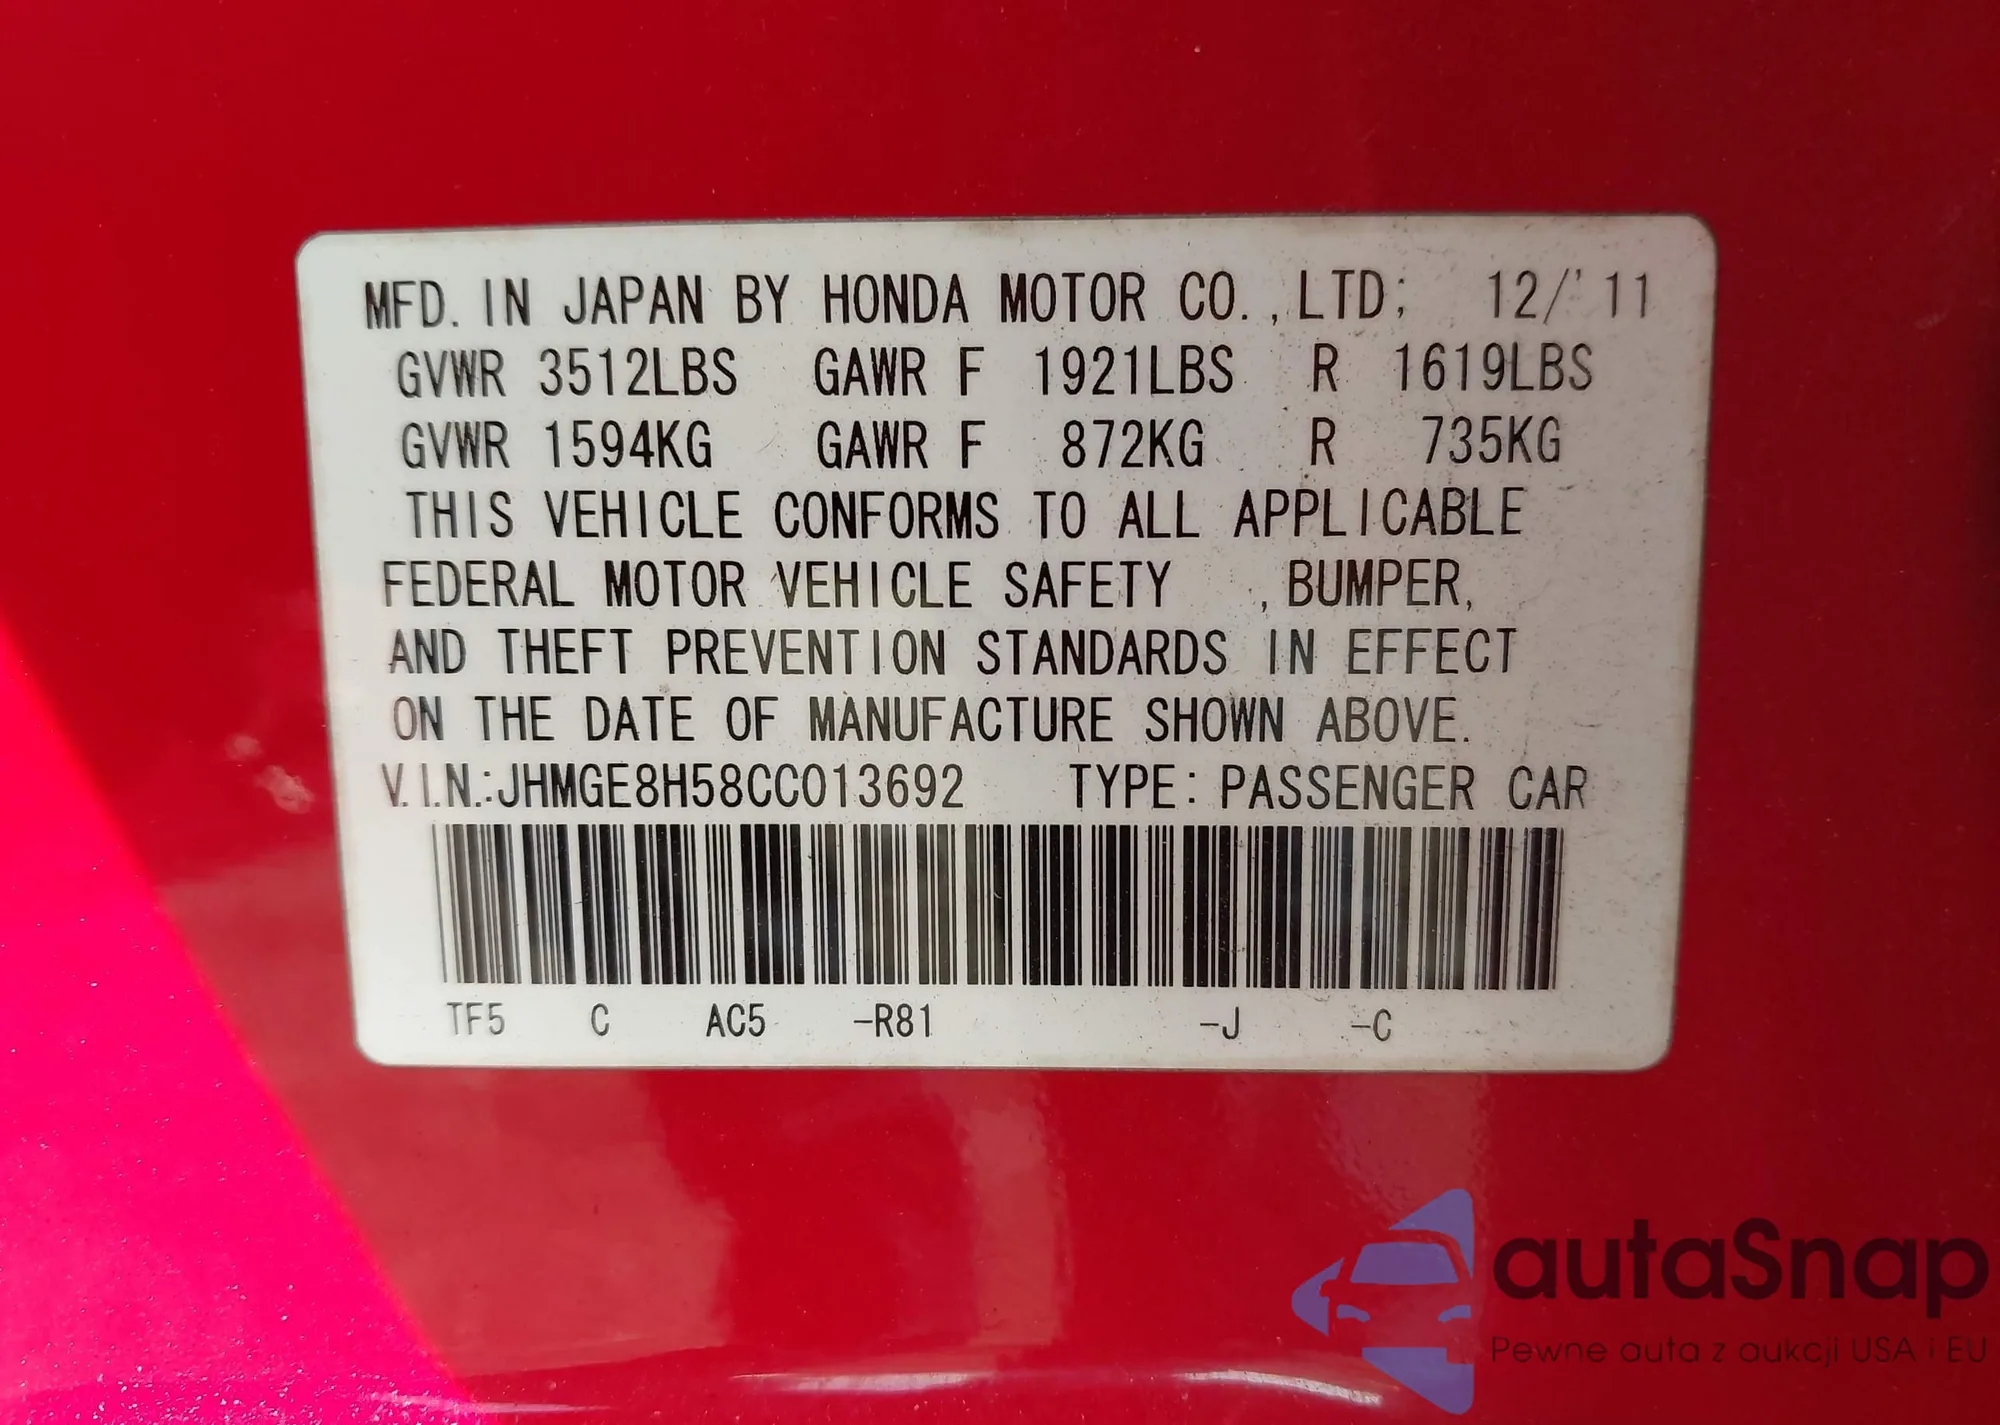 MFD. IN JAPAN BY HONDA MOTOR CO.,LTD; 12/'11
GVWR 3512LBS GAWR F 1921LBS R 1619LBS
GVWR 1594KG GAWR F 872KG R 735KG
THIS VEHICLE CONFORMS TO ALL APPLICABLE
FEDERAL MOTOR VEHICLE SAFETY , BUMPER,
AND THEFT PREVENTION STANDARDS IN EFFECT
ON THE DATE OF MANUFACTURE SHOWN ABOVE.
V.I.N.:JHMGE8H58CC013692 TYPE: PASSENGER CAR
TF5 C AC5 -R81 -J -C
autaSnap
Pewne auta z aukcji USA i EU